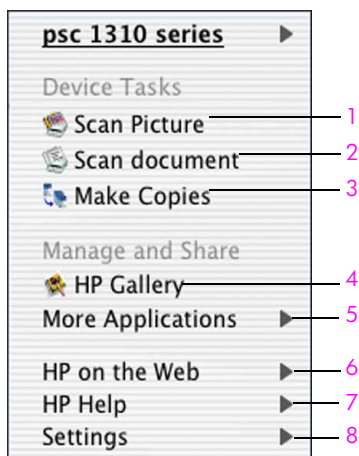 psc 1310 series
Device Tasks
Scan Picture 1
Scan document 2
Make Copies 3
Manage and Share
HP Gallery 4
More Applications 5
HP on the Web 6
HP Help 7
Settings 8